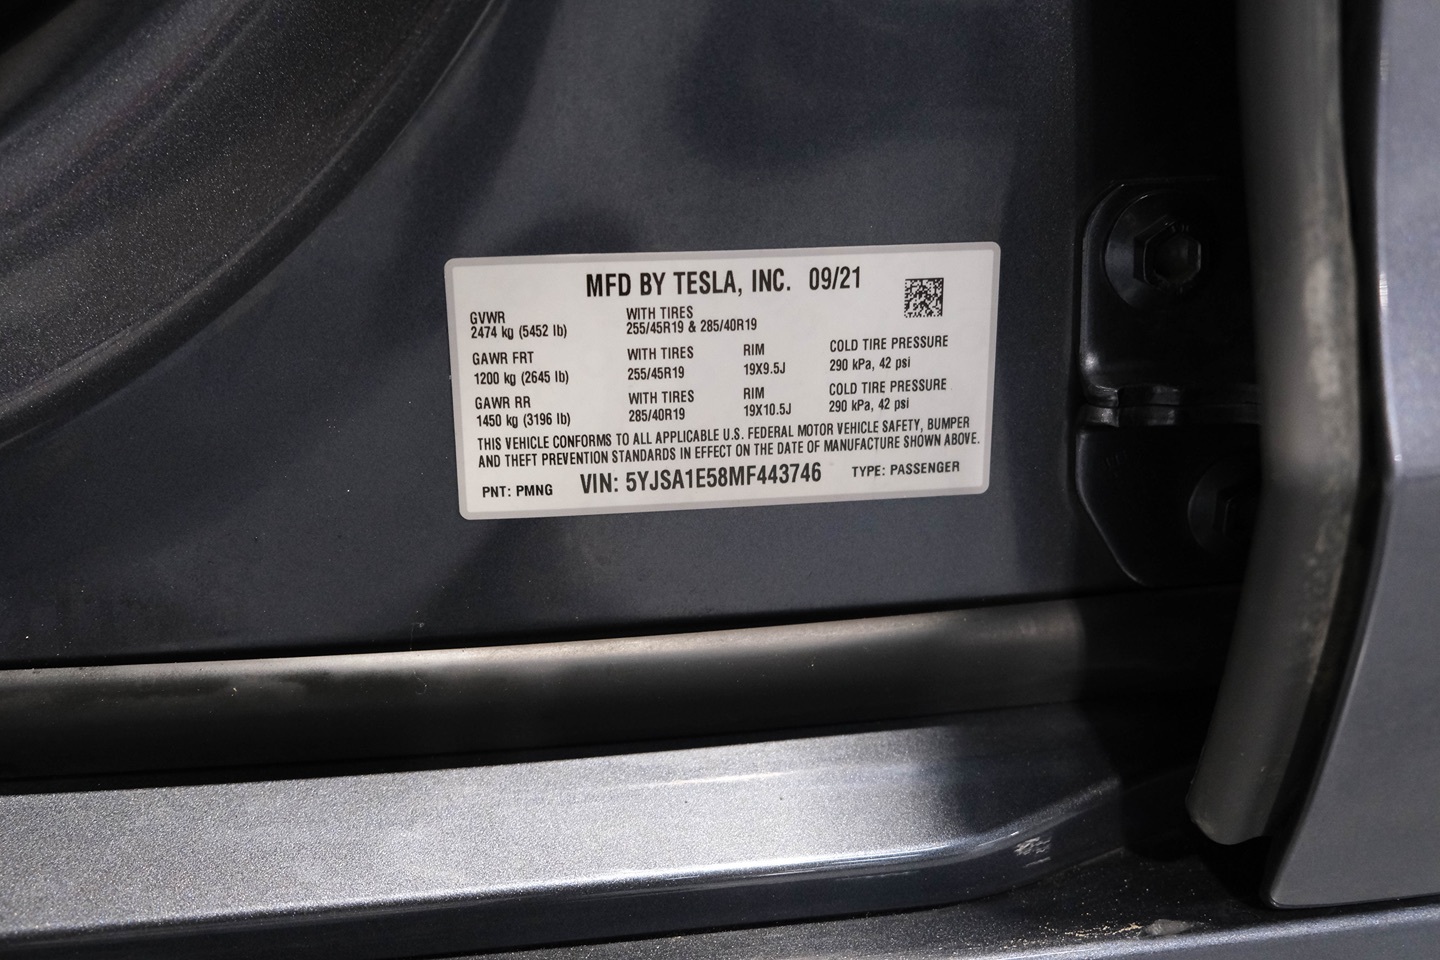 MFD BY TESLA, INC. 09/21
GVWR
2474 kg (5452 lb)
WITH TIRES
255/45R19 & 285/40R19
GAWR FRT
1200 kg (2645 lb)
WITH TIRES
255/45R19
RIM
19X9.5J
COLD TIRE PRESSURE
290 kPa, 42 psi
GAWR RR
1450 kg (3196 lb)
WITH TIRES
285/40R19
RIM
19X10.5J
COLD TIRE PRESSURE
290 kPa, 42 psi
THIS VEHICLE CONFORMS TO ALL APPLICABLE U.S. FEDERAL MOTOR VEHICLE SAFETY, BUMPER
AND THEFT PREVENTION STANDARDS IN EFFECT ON THE DATE OF MANUFACTURE SHOWN ABOVE.
PNT: PMNG VIN: 5YJSA1E58MF443746 TYPE: PASSENGER